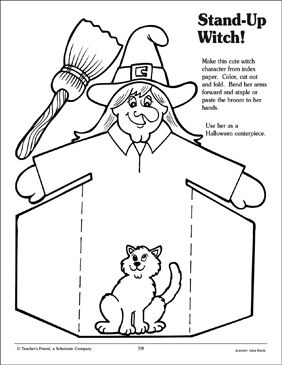 Stand-Up
Witch!
Make this cute witch
character from index
paper. Color, cut out
and fold. Bend her arms
forward and staple or
paste the broom to her
hands.
Use her as a
Halloween centerpiece.
© Teacher's Friend, a Scholastic Company
59
Autumn Idea Book